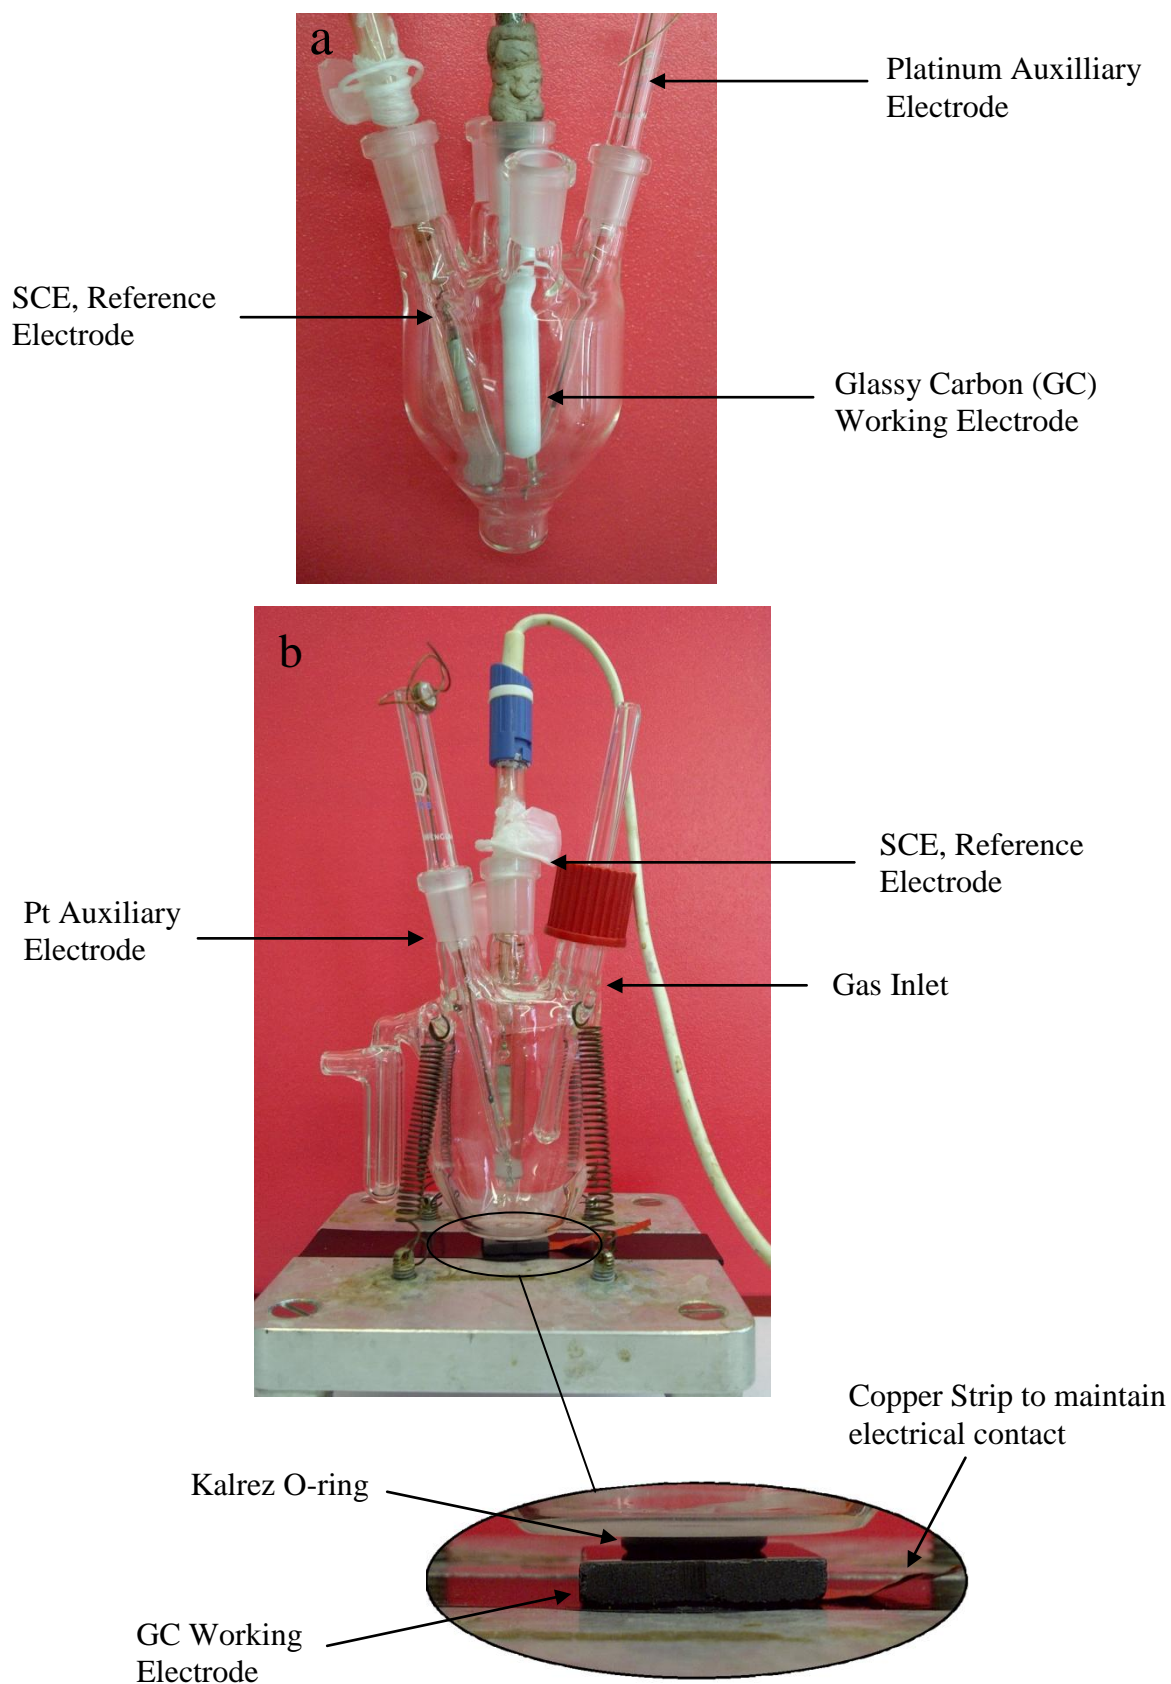 a
Platinum Auxilliary
Electrode
SCE, Reference
Electrode
Glassy Carbon (GC)
Working Electrode
b
SCE, Reference
Electrode
Pt Auxiliary
Electrode
Gas Inlet
Copper Strip to maintain
electrical contact
Kalrez O-ring
GC Working
Electrode